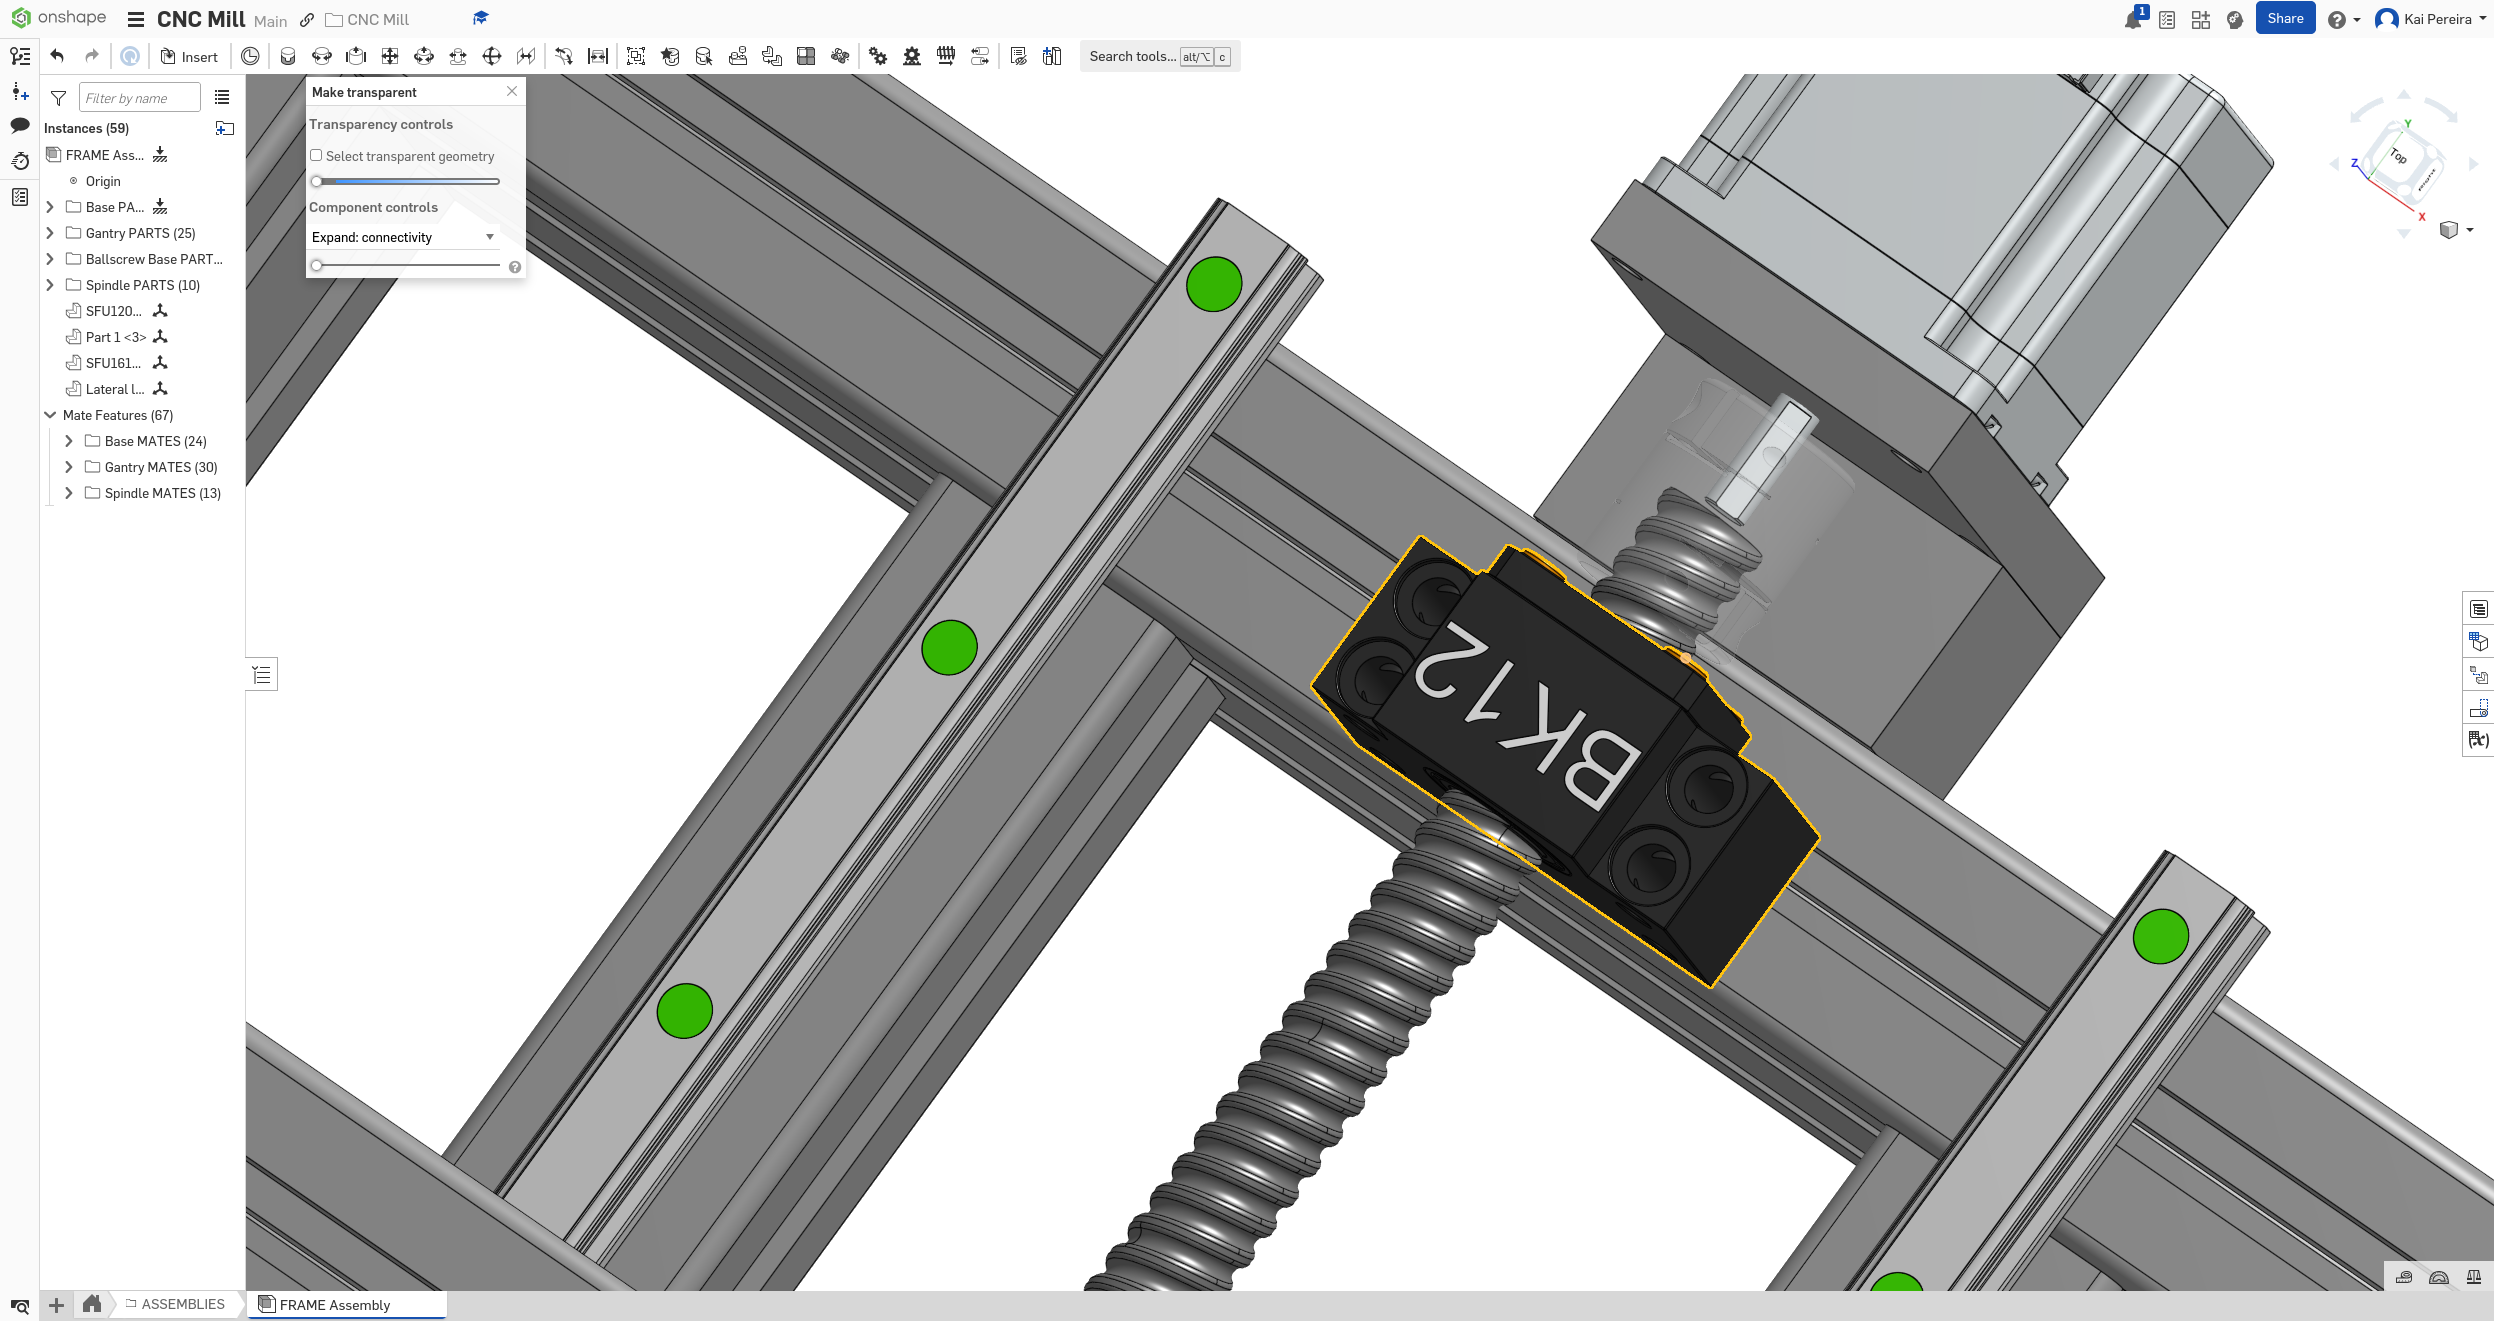 onshape
CNC Mill Main CNC Mill
1
Share
Kai Pereira
Insert
Search tools... alt/⌥ c
Filter by name
Instances (59)
FRAME Ass...
Origin
Base PA...
Gantry PARTS (25)
Ballscrew Base PART...
Spindle PARTS (10)
SFU120...
Part 1 <3>
SFU161...
Lateral l...
Mate Features (67)
Base MATES (24)
Gantry MATES (30)
Spindle MATES (13)
Make transparent
Transparency controls
Select transparent geometry
Component controls
Expand: connectivity
?
Y
Z
Top
X
BK12
(x)
ASSEMBLIES
FRAME Assembly